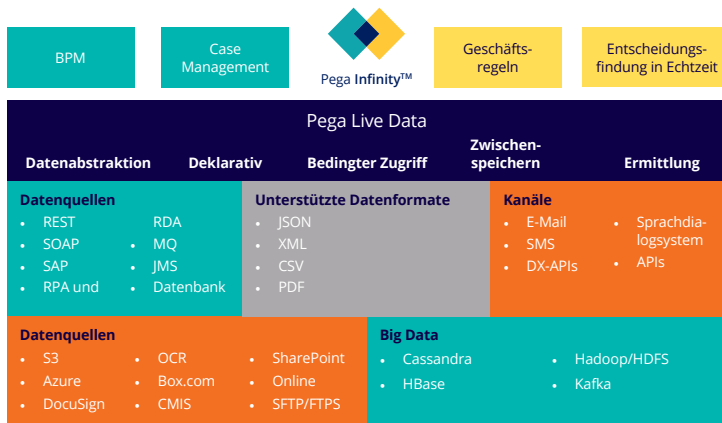 BPM
Case
Management
Pega Infinity™
Geschäfts-
regeln
Entscheidungs-
findung in Echtzeit
Pega Live Data
Datenabstraktion
Deklarativ
Bedingter Zugriff
Zwischen-
speichern
Ermittlung
Datenquellen
• REST
• SOAP
• SAP
• RPA und
RDA
• MQ
• JMS
• Datenbank
Unterstützte Datenformate
• JSON
• XML
• CSV
• PDF
Kanäle
• E-Mail
• SMS
• DX-APIs
• Sprachdia-
logsystem
• APIs
Datenquellen
• S3
• Azure
• DocuSign
• OCR
• Box.com
• CMIS
• SharePoint
• Online
• SFTP/FTPS
Big Data
• Cassandra
• HBase
• Hadoop/HDFS
• Kafka